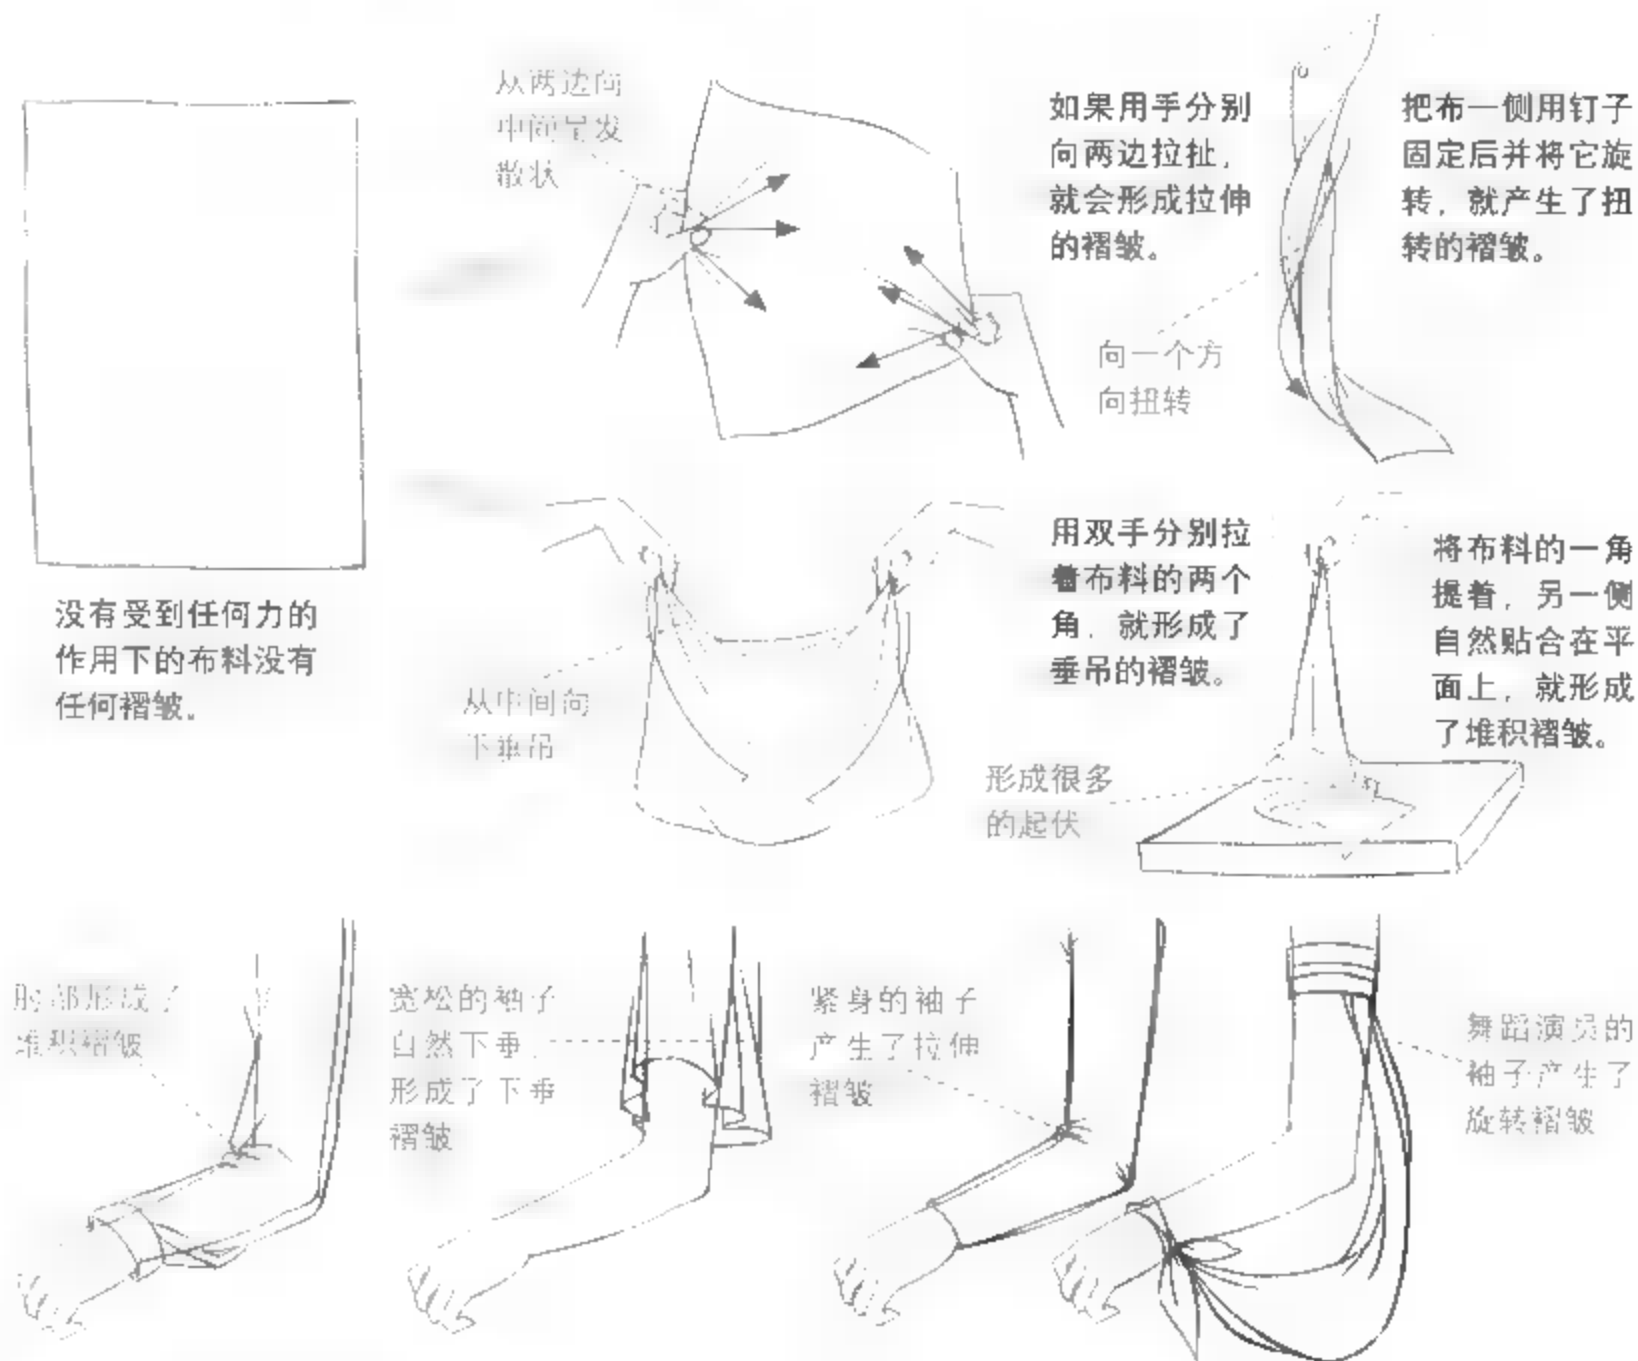 从两边向
中间呈发
散状
如果用手分别
向两边拉扯，
就会形成拉伸
的褶皱。
把布一侧用钉子
固定后并将它旋
转，就产生了扭
转的褶皱。
向一个方
向扭转
没有受到任何力的
作用下的布料没有
任何褶皱。
从中间向
下垂吊
用双手分别拉
着布料的两个
角，就形成了
垂吊的褶皱。
将布料的一角
提着，另一侧
自然贴合在平
面上，就形成
了堆积褶皱。
形成很多
的起伏
肘部形成了
堆积褶皱
宽松的袖子
自然下垂，
形成了下垂
褶皱
紧身的袖子
产生了拉伸
褶皱
舞蹈演员的
袖子产生了
旋转褶皱